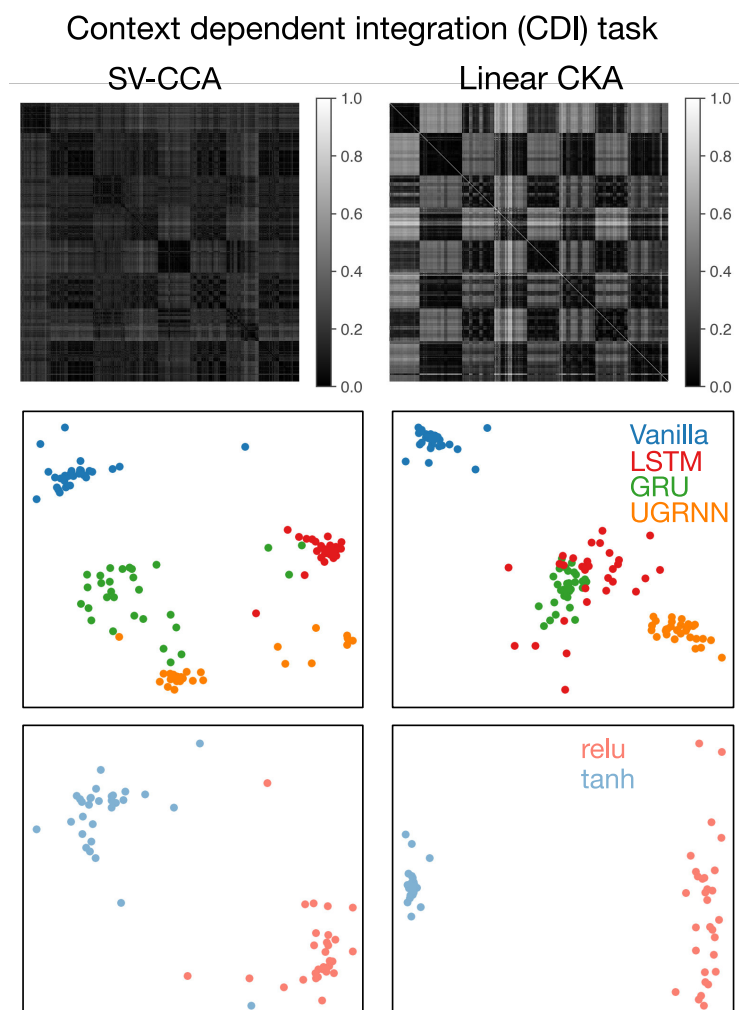 Context dependent integration (CDI) task
SV-CCA
Linear CKA
1.0
0.8
0.6
0.4
0.2
0.0
1.0
0.8
0.6
0.4
0.2
0.0
Vanilla
LSTM
GRU
UGRNN
relu
tanh